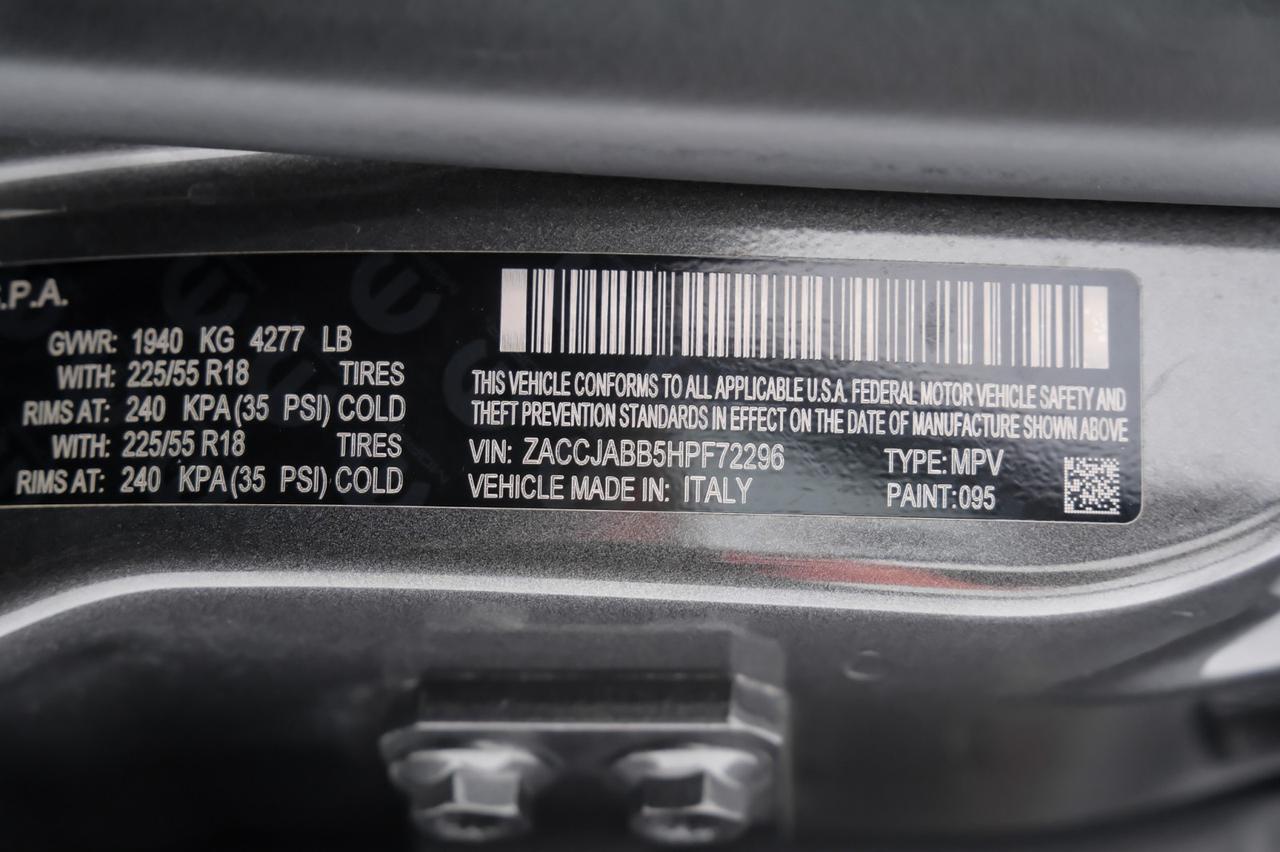 .P.A.
GVWR: 1940 KG 4277 LB
WITH: 225/55 R18 TIRES
RIMS AT: 240 KPA(35 PSI) COLD
WITH: 225/55 R18 TIRES
RIMS AT: 240 KPA(35 PSI) COLD
THIS VEHICLE CONFORMS TO ALL APPLICABLE U.S.A. FEDERAL MOTOR VEHICLE SAFETY AND
THEFT PREVENTION STANDARDS IN EFFECT ON THE DATE OF MANUFACTURE SHOWN ABOVE
VIN: ZACCJABB5HPF72296 TYPE: MPV
VEHICLE MADE IN: ITALY PAINT: 095